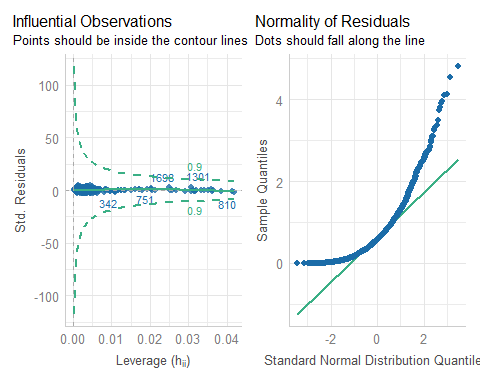 Influential Observations
Points should be inside the contour lines
Std. Residuals
100
50
0
-50
-100
0.9
1698
1301
342
751
810
0.9
0.00
0.01
0.02
0.03
0.04
Leverage (hii)
Normality of Residuals
Dots should fall along the line
Sample Quantiles
4
2
0
-2
0
2
Standard Normal Distribution Quantile